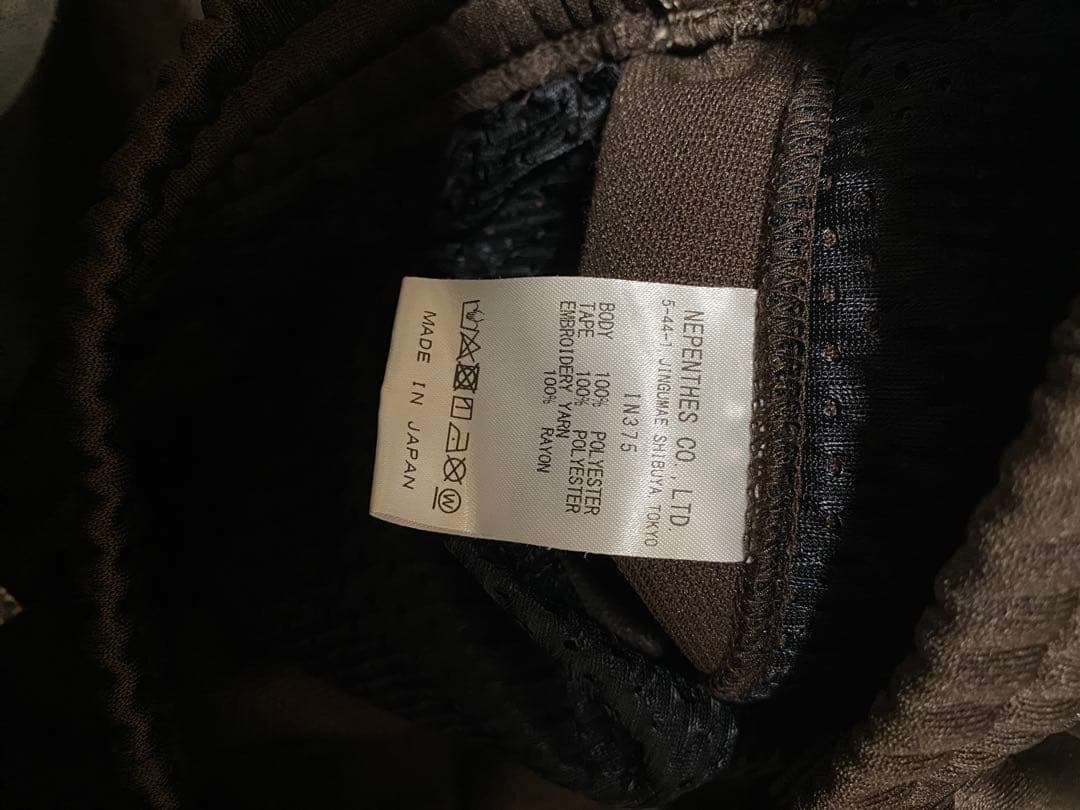 NEPENTHES CO.,LTD.
5-44-1 JINGUMAE SHIBUYA TOKYO
IN375
BODY 100% POLYESTER
TAPE 100% POLYESTER
EMBROIDERY YARN
100% RAYON
W
MADE IN JAPAN